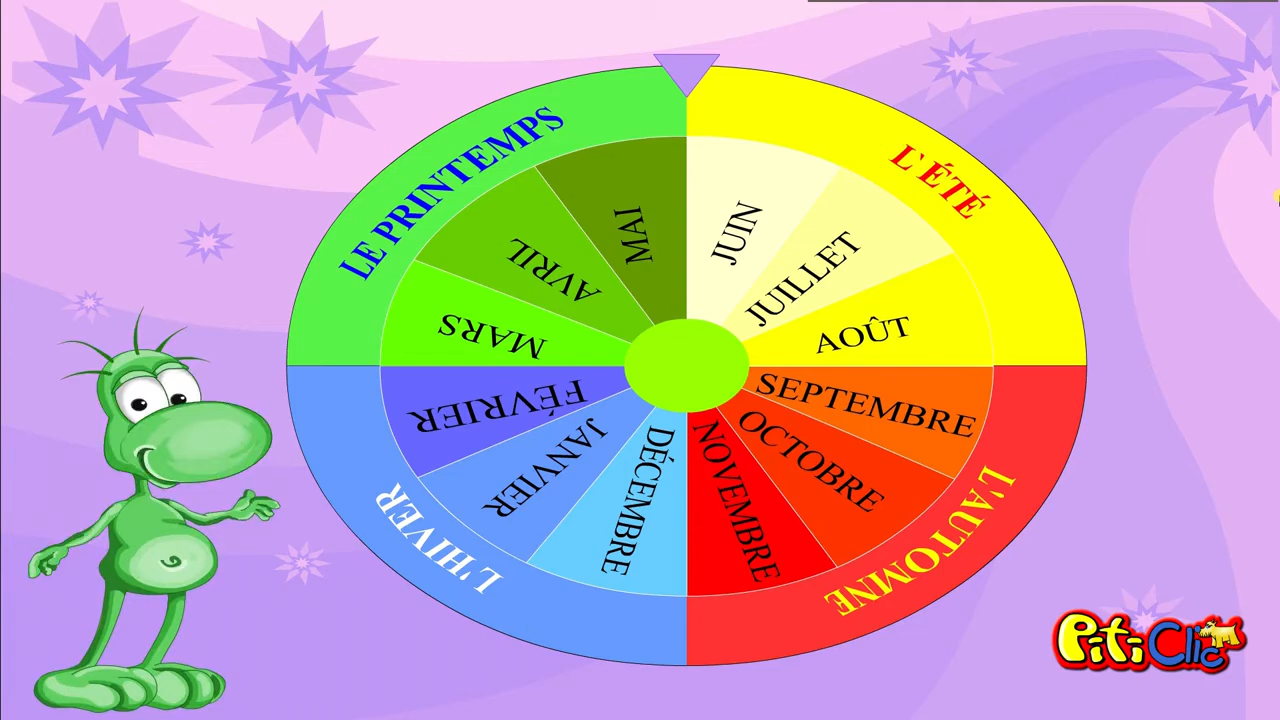 LE PRINTEMPS
L'ÉTÉ
L'AUTOMNE
L'HIVER
JUIN
JUILLET
AOÛT
SEPTEMBRE
OCTOBRE
NOVEMBRE
DÉCEMBRE
JANVIER
FÉVRIER
MARS
AVRIL
MAI
PitiClic